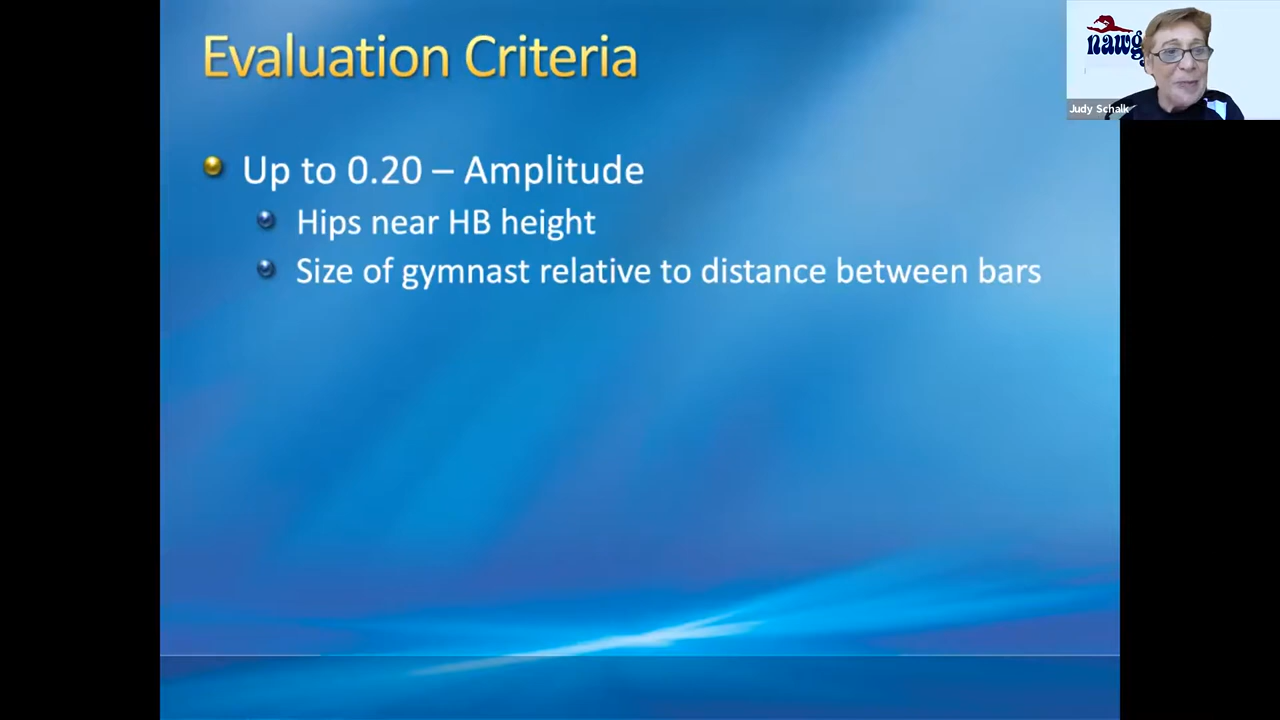 Evaluation Criteria
nawg
Judy Schalk
Up to 0.20 – Amplitude
Hips near HB height
Size of gymnast relative to distance between bars